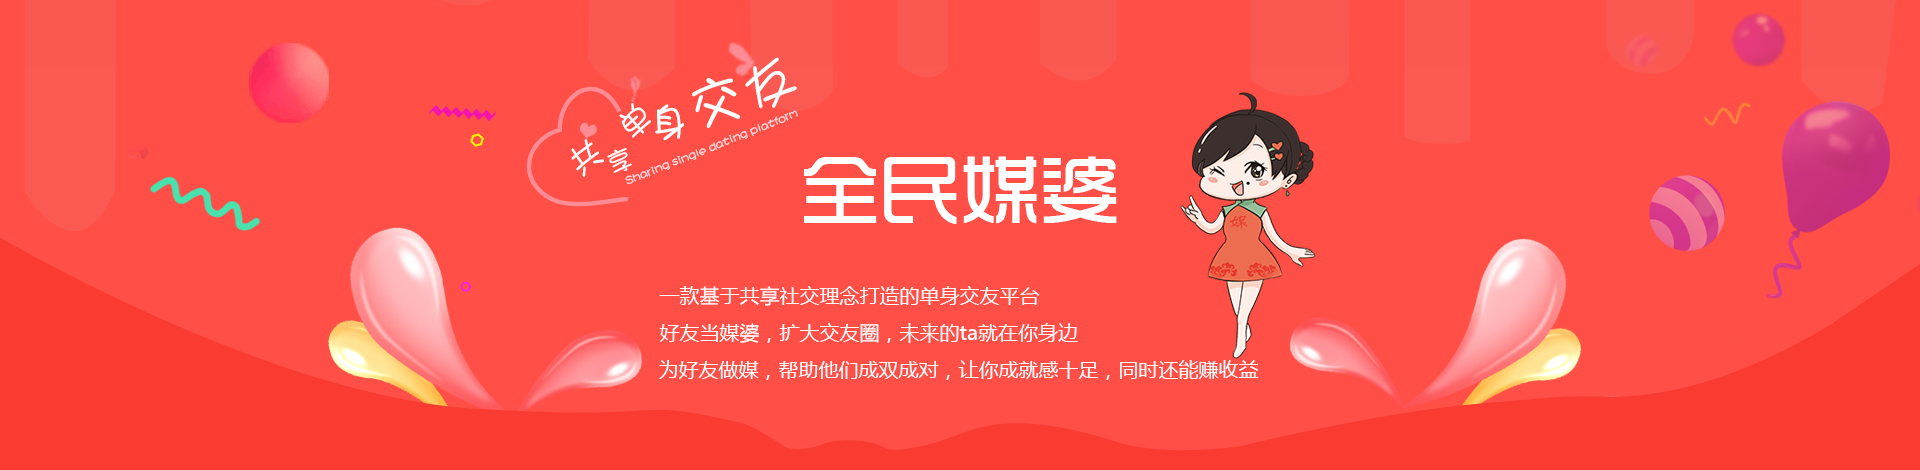 共享单身交友
Sharing single dating platform
全民媒婆
媒
一款基于共享社交理念打造的单身交友平台
好友当媒婆，扩大交友圈，未来的ta就在你身边
为好友做媒，帮助他们成双成对，让你成就感十足，同时还能赚收益